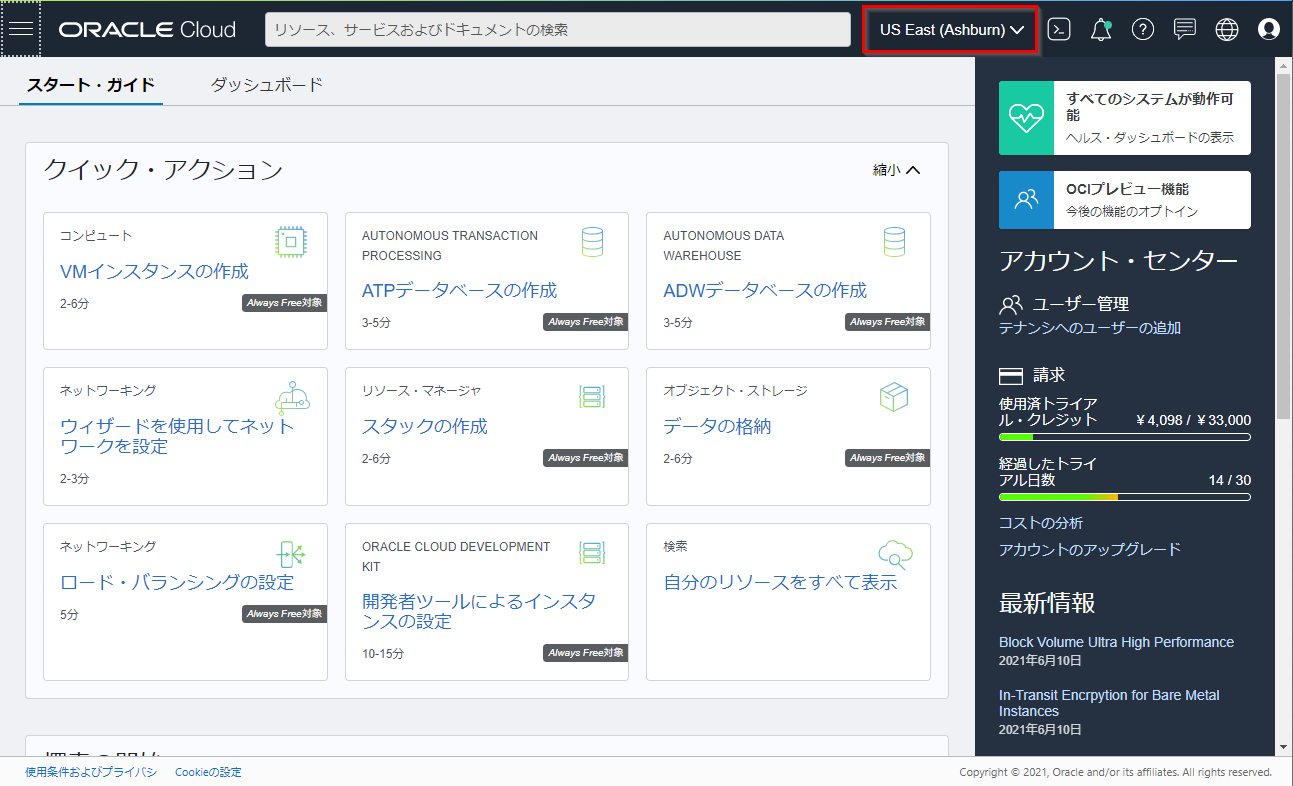 ORACLE Cloud
リソース、サービスおよびドキュメントの検索
US East (Ashburn)
スタート・ガイド
ダッシュボード
クイック・アクション
縮小
コンピュート
VMインスタンスの作成
2-6分
Always Free対象
AUTONOMOUS TRANSACTION
PROCESSING
ATPデータベースの作成
3-5分
Always Free対象
AUTONOMOUS DATA
WAREHOUSE
ADWデータベースの作成
3-5分
Always Free対象
ネットワーキング
ウィザードを使用してネット
ワークを設定
2-3分
リソース・マネージャ
スタックの作成
2-6分
Always Free対象
オブジェクト・ストレージ
データの格納
2-6分
Always Free対象
ネットワーキング
ロード・バランシングの設定
5分
Always Free対象
ORACLE CLOUD DEVELOPMENT
KIT
開発者ツールによるインスタ
ンスの設定
10-15分
Always Free対象
検索
自分のリソースをすべて表示
すべてのシステムが動作可
能
ヘルス・ダッシュボードの表示
OCIプレビュー機能
今後の機能のオプトイン
アカウント・センター
ユーザー管理
テナンシへのユーザーの追加
請求
使用済トライア
ル・クレジット
¥4,098 / ¥33,000
経過したトライ
アル日数
14 / 30
コストの分析
アカウントのアップグレード
最新情報
Block Volume Ultra High Performance
2021年6月10日
In-Transit Encrpytion for Bare Metal
Instances
2021年6月10日
使用条件およびプライバシ
Cookieの設定
Copyright © 2021, Oracle and/or its affiliates. All rights reserved.